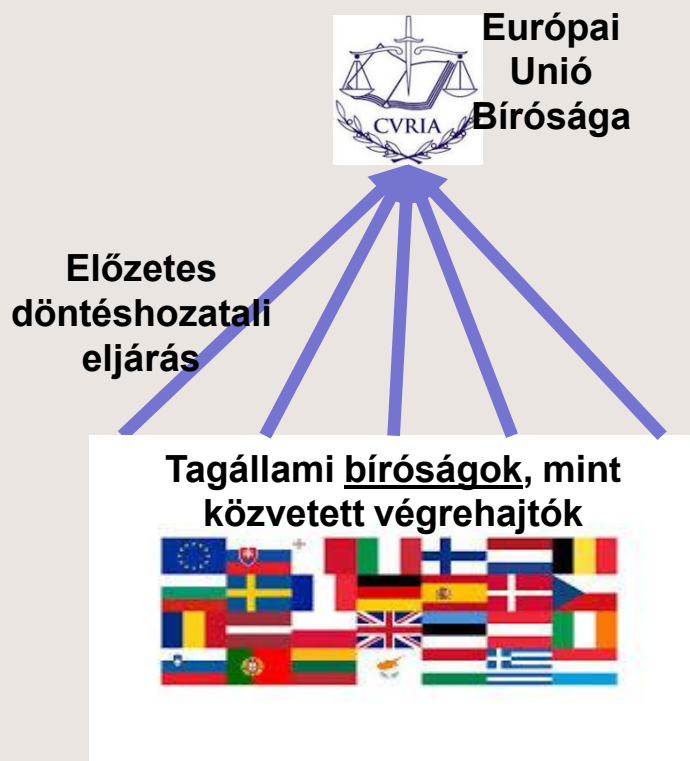 Európai
Unió
Bírósága
CVRIA
Előzetes
döntéshozatali
eljárás
Tagállami bíróságok, mint
közvetett végrehajtók